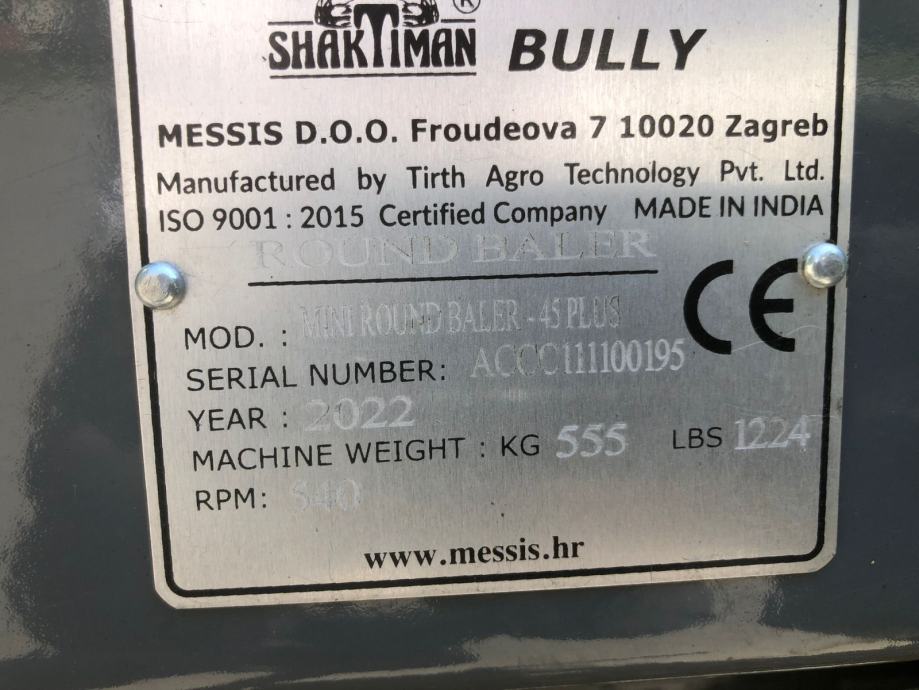 SHAKTIMAN ® BULLY
MESSIS D.O.O. Froudeova 7 10020 Zagreb
Manufactured by Tirth Agro Technology Pvt. Ltd.
ISO 9001 : 2015 Certified Company MADE IN INDIA
ROUND BALER
CE
MOD. : MINI ROUND BALER - 45 PLUS
SERIAL NUMBER: ACCC111100195
YEAR : 2022
MACHINE WEIGHT : KG 555 LBS 1224
RPM: 540
www.messis.hr